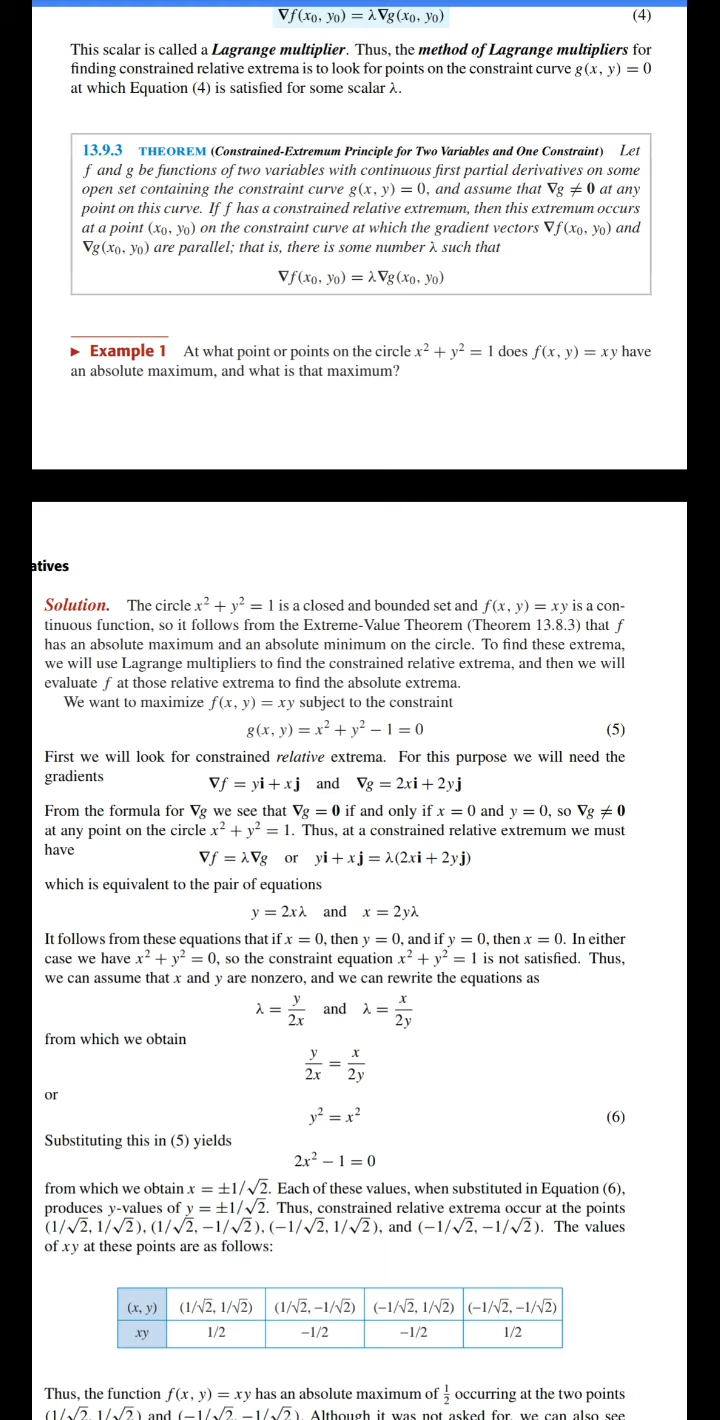 ∇f(x₀, y₀) = λ∇g(x₀, y₀) (4)
This scalar is called a Lagrange multiplier. Thus, the method of Lagrange multipliers for
finding constrained relative extrema is to look for points on the constraint curve g(x, y) = 0
at which Equation (4) is satisfied for some scalar λ.
13.9.3 THEOREM (Constrained-Extremum Principle for Two Variables and One Constraint) Let
f and g be functions of two variables with continuous first partial derivatives on some
open set containing the constraint curve g(x, y) = 0, and assume that ∇g ≠ 0 at any
point on this curve. If f has a constrained relative extremum, then this extremum occurs
at a point (x₀, y₀) on the constraint curve at which the gradient vectors ∇f(x₀, y₀) and
∇g(x₀, y₀) are parallel; that is, there is some number λ such that
∇f(x₀, y₀) = λ∇g(x₀, y₀)
► Example 1 At what point or points on the circle x² + y² = 1 does f(x, y) = xy have
an absolute maximum, and what is that maximum?
atives
Solution. The circle x² + y² = 1 is a closed and bounded set and f(x, y) = xy is a con-
tinuous function, so it follows from the Extreme-Value Theorem (Theorem 13.8.3) that f
has an absolute maximum and an absolute minimum on the circle. To find these extrema,
we will use Lagrange multipliers to find the constrained relative extrema, and then we will
evaluate f at those relative extrema to find the absolute extrema.
We want to maximize f(x, y) = xy subject to the constraint
g(x, y) = x² + y² − 1 = 0 (5)
First we will look for constrained relative extrema. For this purpose we will need the
gradients
∇f = yi + xj and ∇g = 2xi + 2yj
From the formula for ∇g we see that ∇g = 0 if and only if x = 0 and y = 0, so ∇g ≠ 0
at any point on the circle x² + y² = 1. Thus, at a constrained relative extremum we must
have
∇f = λ∇g or yi + xj = λ(2xi + 2yj)
which is equivalent to the pair of equations
y = 2xλ and x = 2yλ
It follows from these equations that if x = 0, then y = 0, and if y = 0, then x = 0. In either
case we have x² + y² = 0, so the constraint equation x² + y² = 1 is not satisfied. Thus,
we can assume that x and y are nonzero, and we can rewrite the equations as
λ = y/2x and λ = x/2y
from which we obtain
y/2x = x/2y
or
y² = x² (6)
Substituting this in (5) yields
2x² − 1 = 0
from which we obtain x = ±1/√2. Each of these values, when substituted in Equation (6),
produces y-values of y = ±1/√2. Thus, constrained relative extrema occur at the points
(1/√2, 1/√2), (1/√2, −1/√2), (−1/√2, 1/√2), and (−1/√2, −1/√2). The values
of xy at these points are as follows:
(x, y) (1/√2, 1/√2) (1/√2, −1/√2) (−1/√2, 1/√2) (−1/√2, −1/√2)
xy 1/2 −1/2 −1/2 1/2
Thus, the function f(x, y) = xy has an absolute maximum of ½ occurring at the two points
(1/√2, 1/√2) and (−1/√2, −1/√2). Although it was not asked for, we can also see